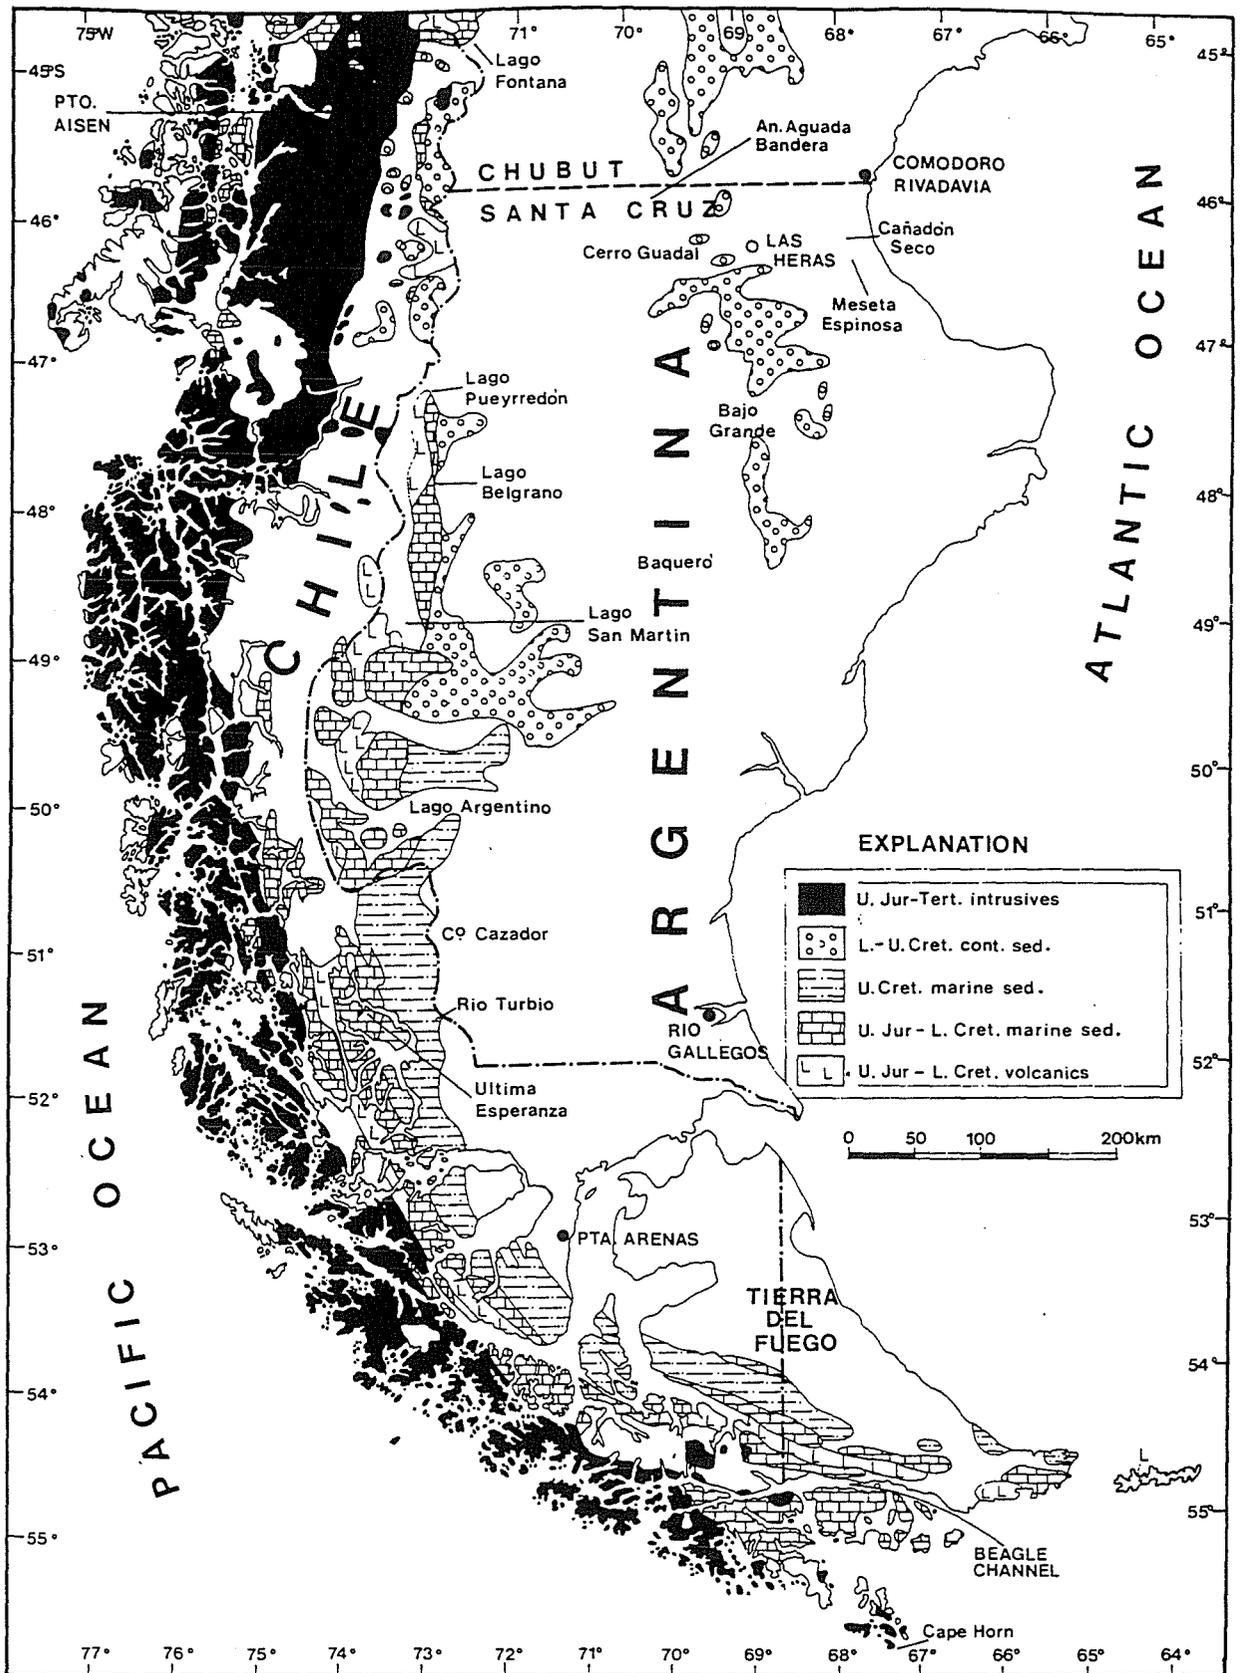 75°W
71°
70°
69°
68°
67°
66°
65°
45°S
45°
Lago
Fontana
PTO.
AISEN
An. Aguada
Bandera
CHUBUT
SANTA CRUZ
COMODORO
RIVADAVIA
46°
46°
Cañadón
Seco
Cerro Guadal
LAS
HERAS
Meseta
Espinosa
47°
47°
Lago
Pueyrredón
Bajo
Grande
Lago
Belgrano
48°
48°
Baqueró
Lago
San Martin
49°
49°
CHILE
ARGENTINA
ATLANTIC OCEAN
PACIFIC OCEAN
50°
50°
Lago Argentino
51°
51°
Cº Cazador
Rio Turbio
RIO
GALLEGOS
52°
52°
Ultima
Esperanza
EXPLANATION
U. Jur-Tert. intrusives
L.-U.Cret. cont. sed.
U.Cret. marine sed.
U. Jur - L. Cret. marine sed.
L L U. Jur - L. Cret. volcanics
0 50 100 200km
53°
53°
PTA. ARENAS
TIERRA
DEL
FUEGO
54°
54°
L
55°
55°
BEAGLE
CHANNEL
Cape Horn
77° 76° 75° 74° 73° 72° 71° 70° 69° 68° 67° 66° 65° 64°